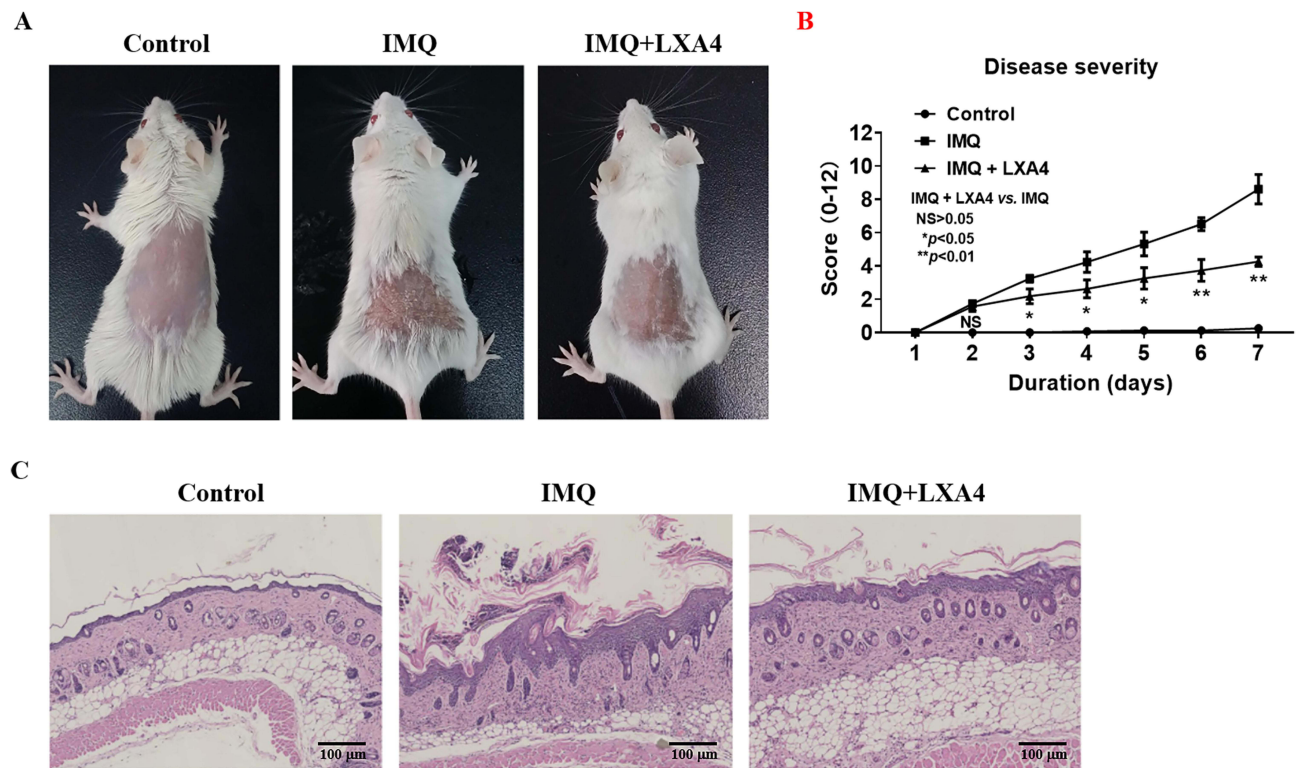 A
Control
IMQ
IMQ+LXA4
B
Disease severity
Control
IMQ
IMQ + LXA4
IMQ + LXA4 vs. IMQ
NS>0.05
*p<0.05
**p<0.01
Score (0-12)
12
10
8
6
4
2
0
NS
*
*
*
**
**
1 2 3 4 5 6 7
Duration (days)
C
Control
IMQ
IMQ+LXA4
100 μm
100 μm
100 μm